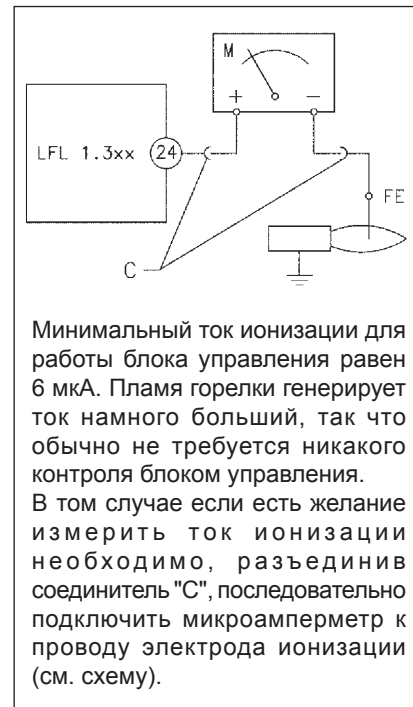 M
+ -
LFL 1.3xx 24
FE
C
Минимальный ток ионизации для
работы блока управления равен
6 мкА. Пламя горелки генерирует
ток намного больший, так что
обычно не требуется никакого
контроля блоком управления.
В том случае если есть желание
измерить ток ионизации
необходимо, разъединив
соединитель "C", последовательно
подключить микроамперметр к
проводу электрода ионизации
(см. схему).